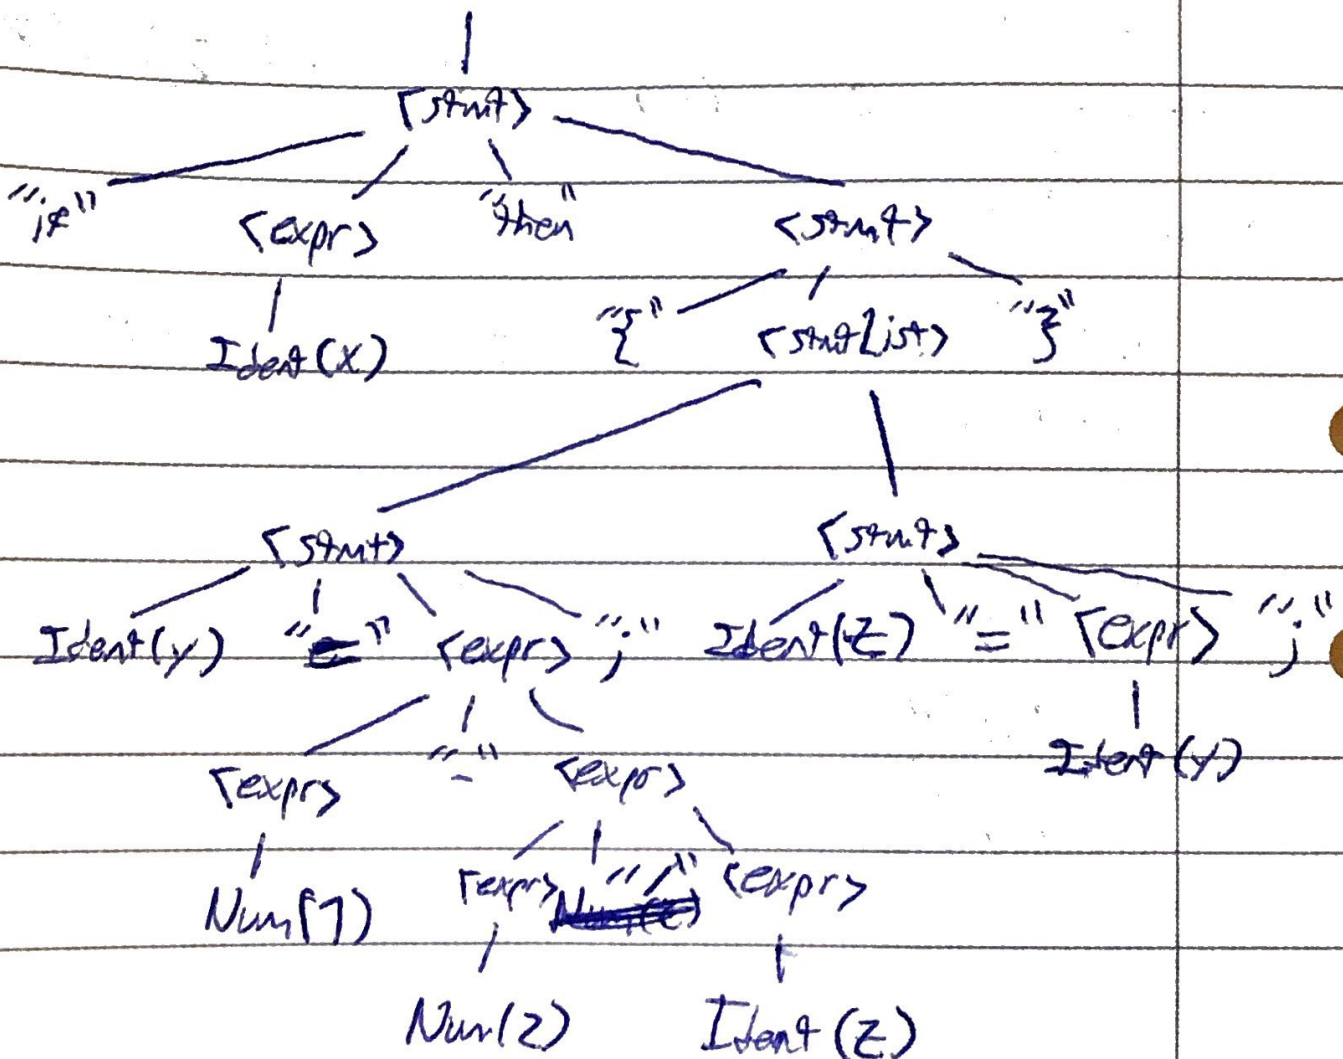 <stmt>
"if" <expr> "then" <stmt>
Ident(x) "{" <stmtList> "}"
<stmt> <stmt>
Ident(y) "=" <expr> ";" Ident(z) "=" <expr> ";"
<expr> "-" <expr> Ident(y)
Num(7) <expr> "/" <expr>
Num(2) Ident(z)